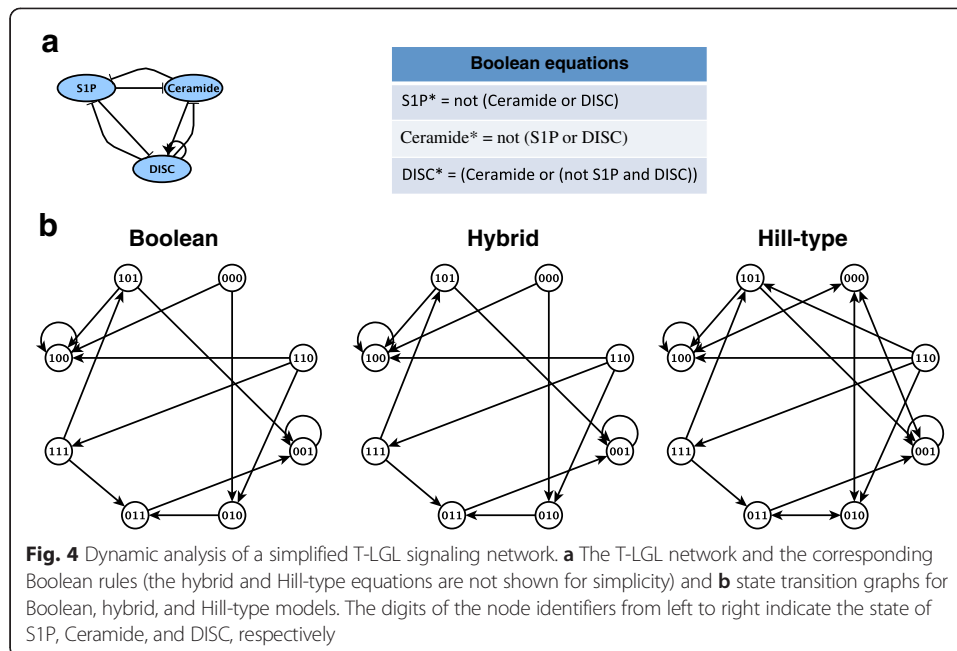 a
S1P
Ceramide
DISC
Boolean equations
S1P* = not (Ceramide or DISC)
Ceramide* = not (S1P or DISC)
DISC* = (Ceramide or (not S1P and DISC))
b
Boolean
Hybrid
Hill-type
101
000
100
110
111
001
011
010
101
000
100
110
111
001
011
010
101
000
100
110
111
001
011
010
Fig. 4 Dynamic analysis of a simplified T-LGL signaling network. a The T-LGL network and the corresponding
Boolean rules (the hybrid and Hill-type equations are not shown for simplicity) and b state transition graphs for
Boolean, hybrid, and Hill-type models. The digits of the node identifiers from left to right indicate the state of
S1P, Ceramide, and DISC, respectively